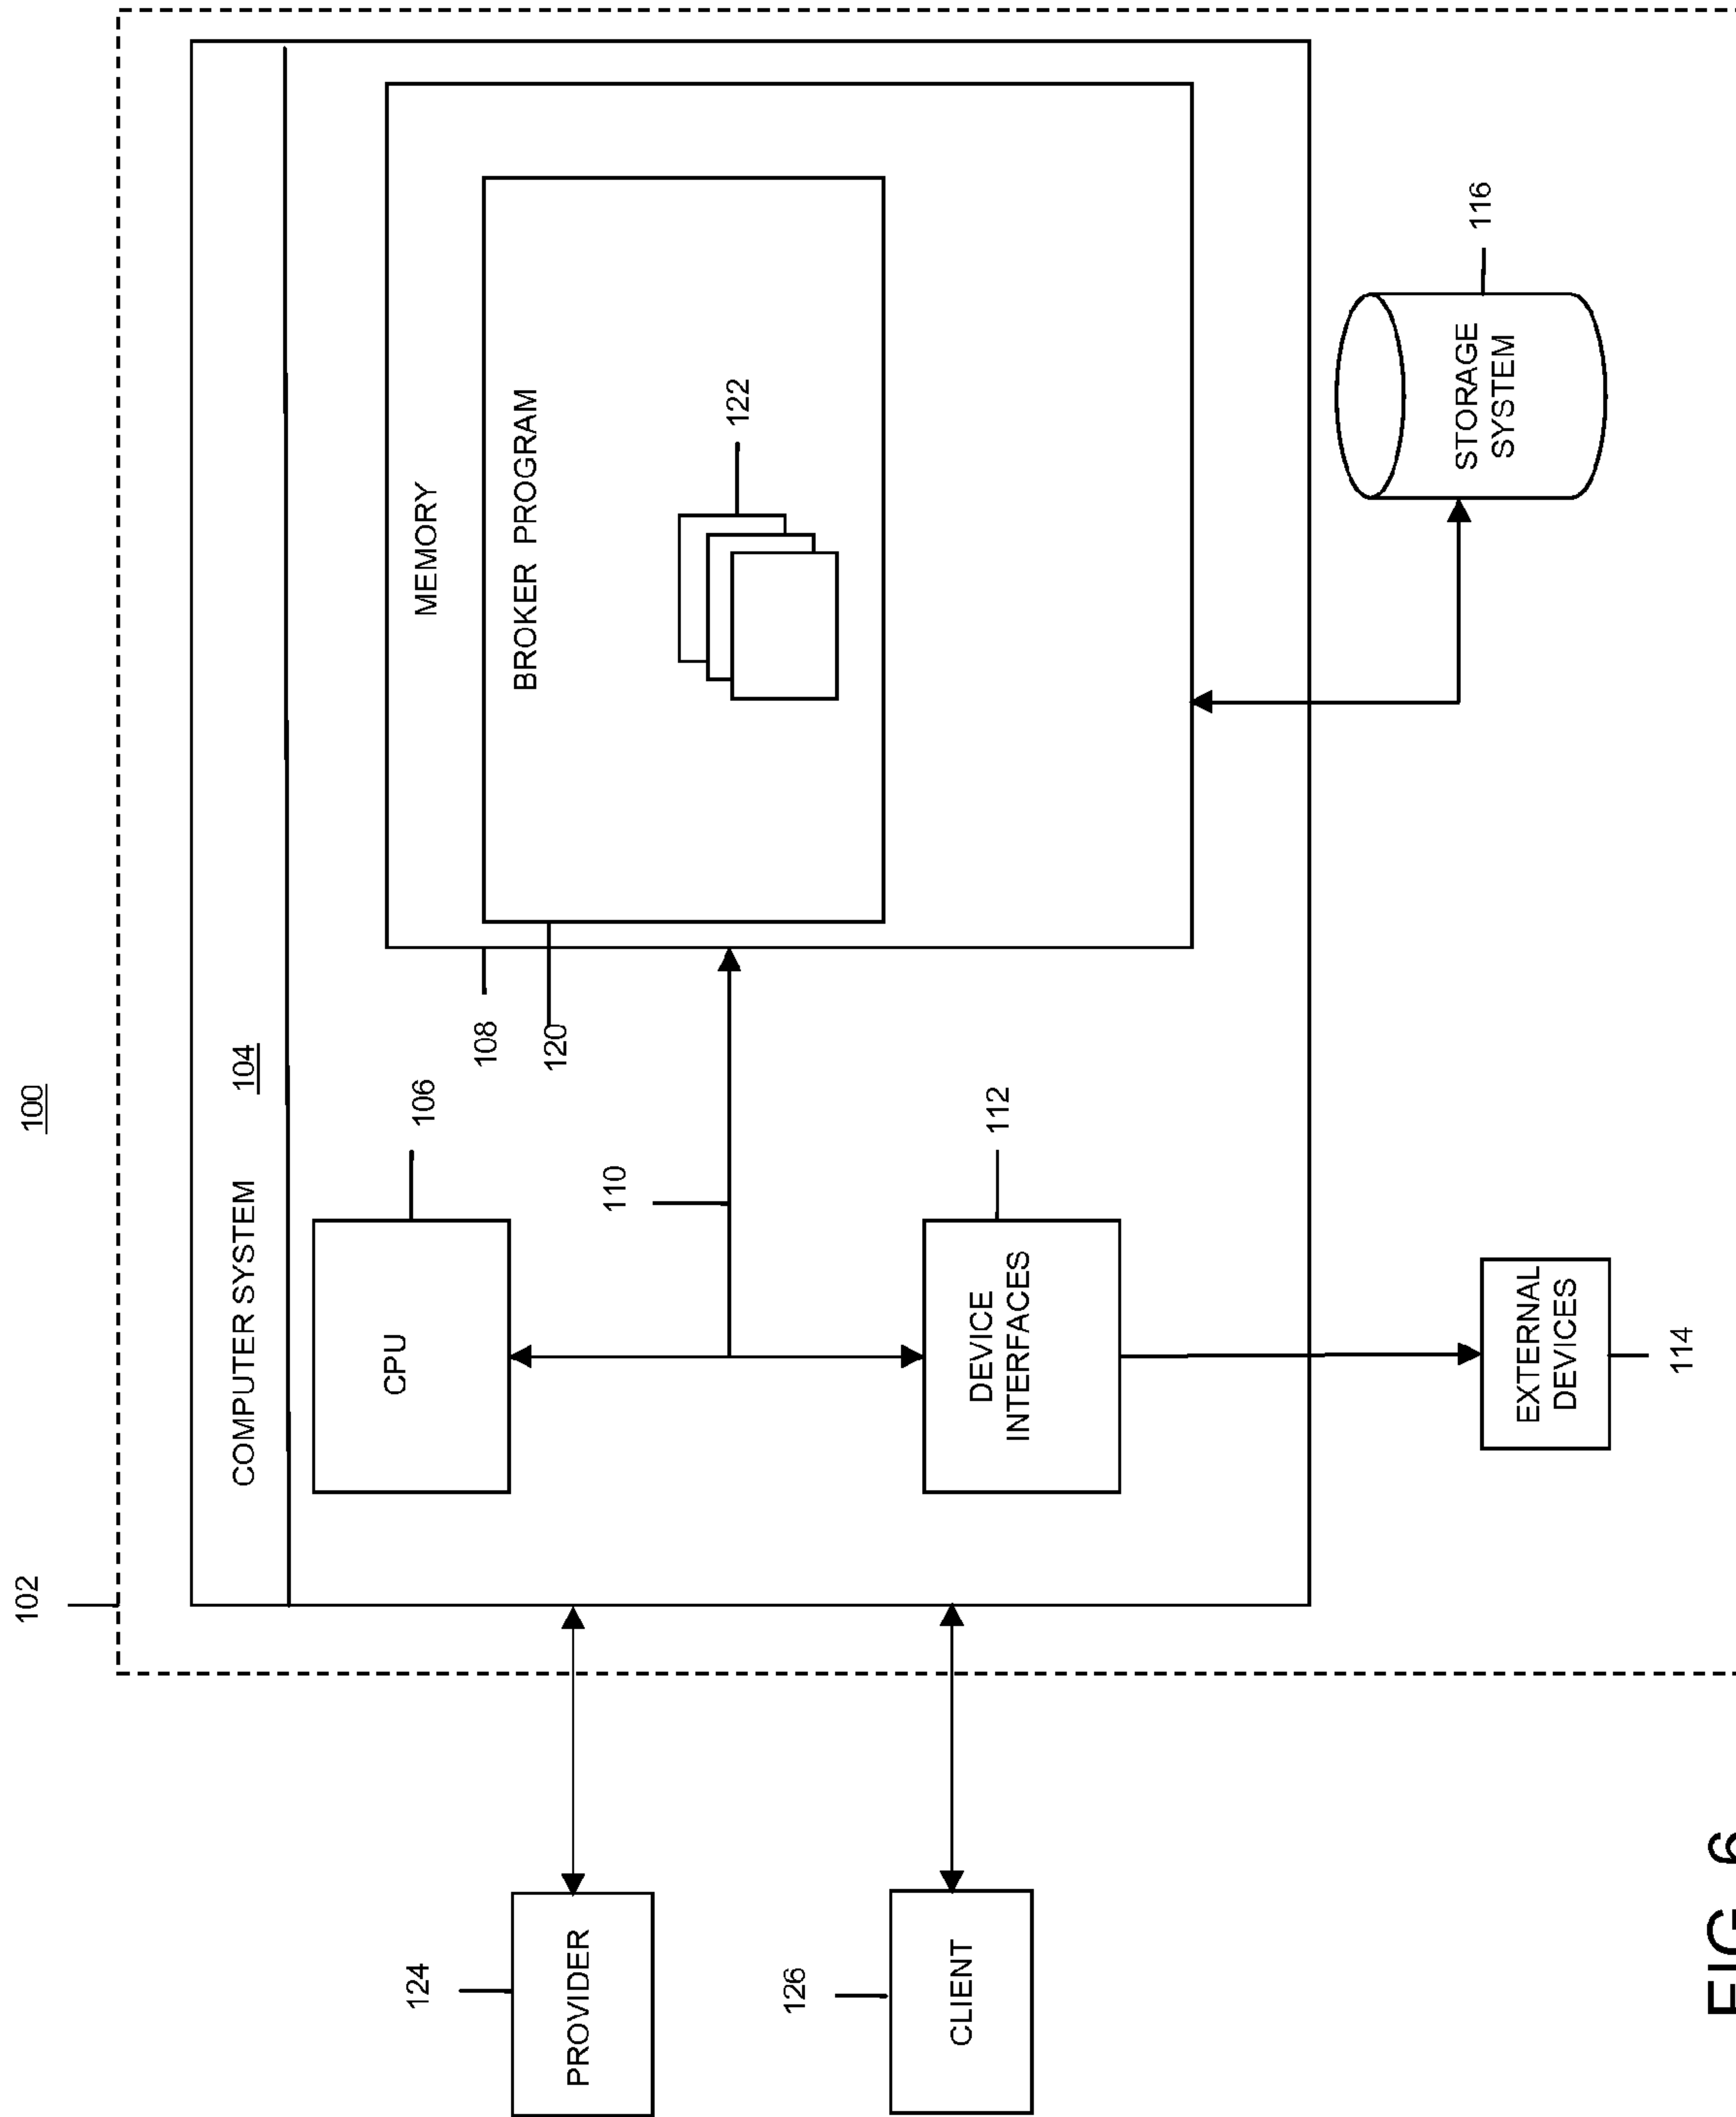 100
102
COMPUTER SYSTEM 104
CPU
106
MEMORY
108
BROKER PROGRAM
120
122
110
DEVICE
INTERFACES
112
PROVIDER
124
CLIENT
126
EXTERNAL
DEVICES
114
STORAGE
SYSTEM
116
FIG. 6